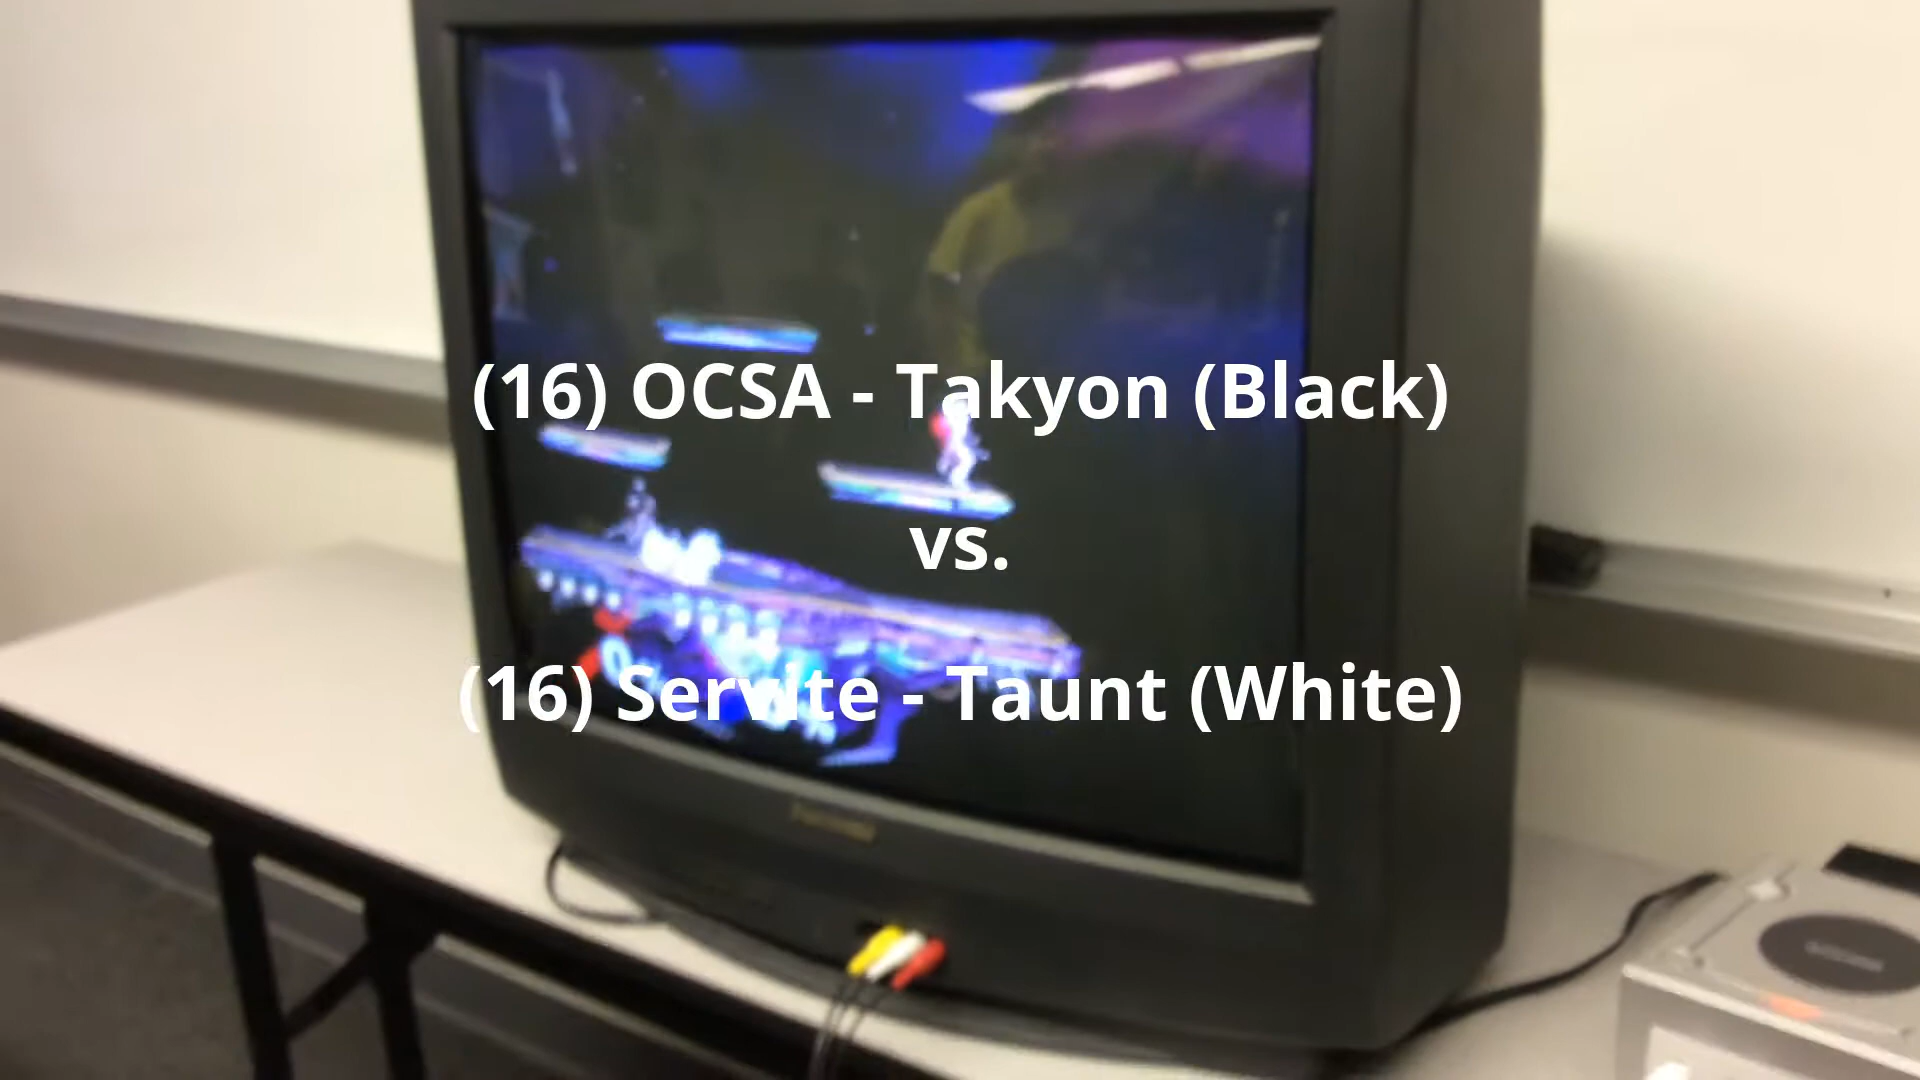 (16) OCSA - Takyon (Black)
vs.
(16) Servite - Taunt (White)